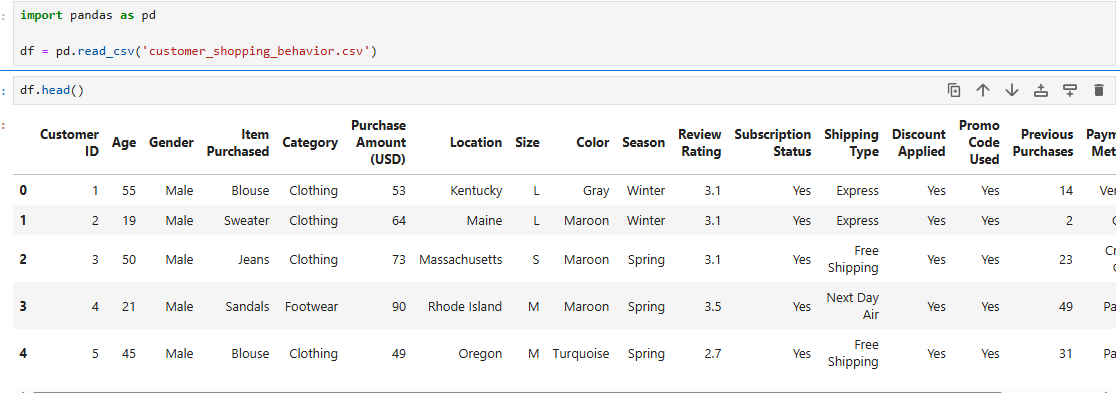 import pandas as pd
df = pd.read_csv('customer_shopping_behavior.csv')
df.head()
Customer ID Age Gender Item Purchased Category Purchase Amount (USD) Location Size Color Season Review Rating Subscription Status Shipping Type Discount Applied Promo Code Used Previous Purchases
0 1 55 Male Blouse Clothing 53 Kentucky L Gray Winter 3.1 Yes Express Yes Yes 14
1 2 19 Male Sweater Clothing 64 Maine L Maroon Winter 3.1 Yes Express Yes Yes 2
2 3 50 Male Jeans Clothing 73 Massachusetts S Maroon Spring 3.1 Yes Free Shipping Yes Yes 23
3 4 21 Male Sandals Footwear 90 Rhode Island M Maroon Spring 3.5 Yes Next Day Air Yes Yes 49
4 5 45 Male Blouse Clothing 49 Oregon M Turquoise Spring 2.7 Yes Free Shipping Yes Yes 31